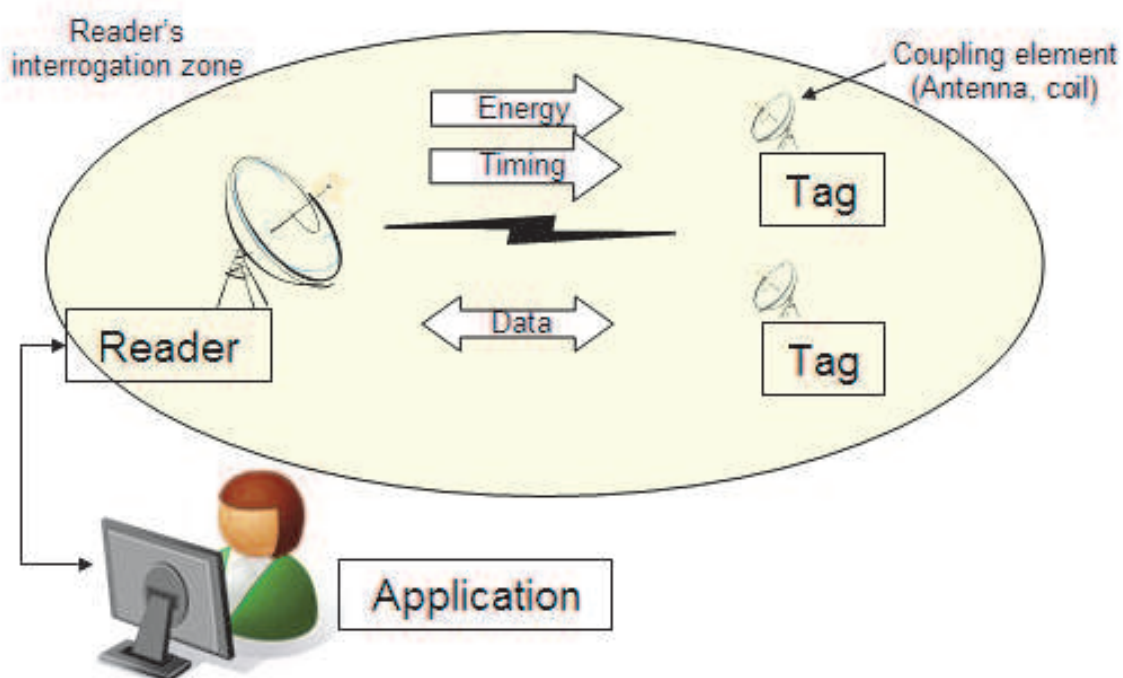 Reader's
interrogation zone
Coupling element
(Antenna, coil)
Energy
Timing
Tag
Data
Reader
Tag
Application